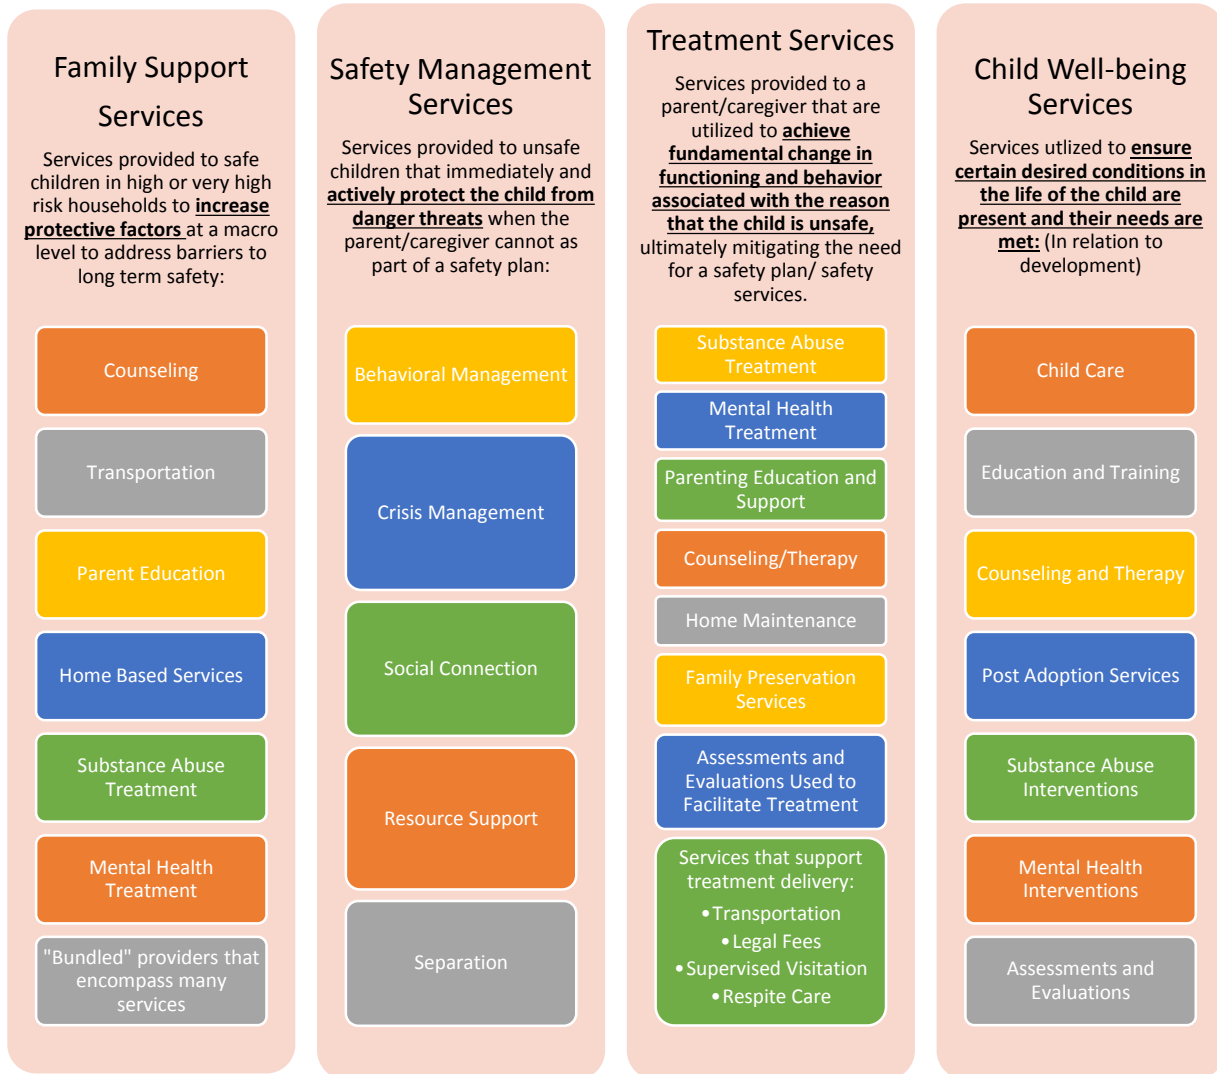 Family Support
Services
Services provided to safe
children in high or very high
risk households to increase
protective factors at a macro
level to address barriers to
long term safety:
Counseling
Transportation
Parent Education
Home Based Services
Substance Abuse
Treatment
Mental Health
Treatment
"Bundled" providers that
encompass many
services
Safety Management
Services
Services provided to unsafe
children that immediately and
actively protect the child from
danger threats when the
parent/caregiver cannot as
part of a safety plan:
Behavioral Management
Crisis Management
Social Connection
Resource Support
Separation
Treatment Services
Services provided to a
parent/caregiver that are
utilized to achieve
fundamental change in
functioning and behavior
associated with the reason
that the child is unsafe,
ultimately mitigating the need
for a safety plan/ safety
services.
Substance Abuse
Treatment
Mental Health
Treatment
Parenting Education and
Support
Counseling/Therapy
Home Maintenance
Family Preservation
Services
Assessments and
Evaluations Used to
Facilitate Treatment
Services that support
treatment delivery:
•Transportation
•Legal Fees
•Supervised Visitation
•Respite Care
Child Well-being
Services
Services utlized to ensure
certain desired conditions in
the life of the child are
present and their needs are
met: (In relation to
development)
Child Care
Education and Training
Counseling and Therapy
Post Adoption Services
Substance Abuse
Interventions
Mental Health
Interventions
Assessments and
Evaluations